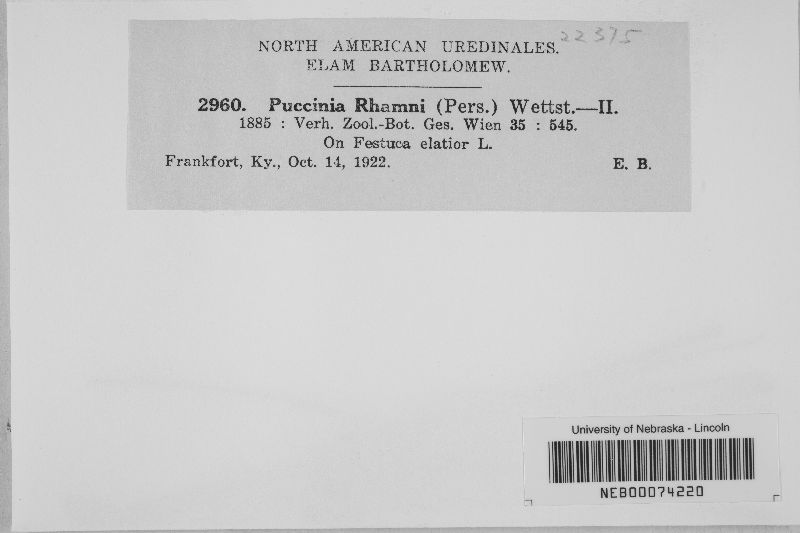 22375
NORTH AMERICAN UREDINALES.
ELAM BARTHOLOMEW.
2960. Puccinia Rhamni (Pers.) Wettst.—II.
1885 : Verh. Zool.-Bot. Ges. Wien 35 : 545.
On Festuca elatior L.
Frankfort, Ky., Oct. 14, 1922. E. B.
University of Nebraska - Lincoln
NEB00074220